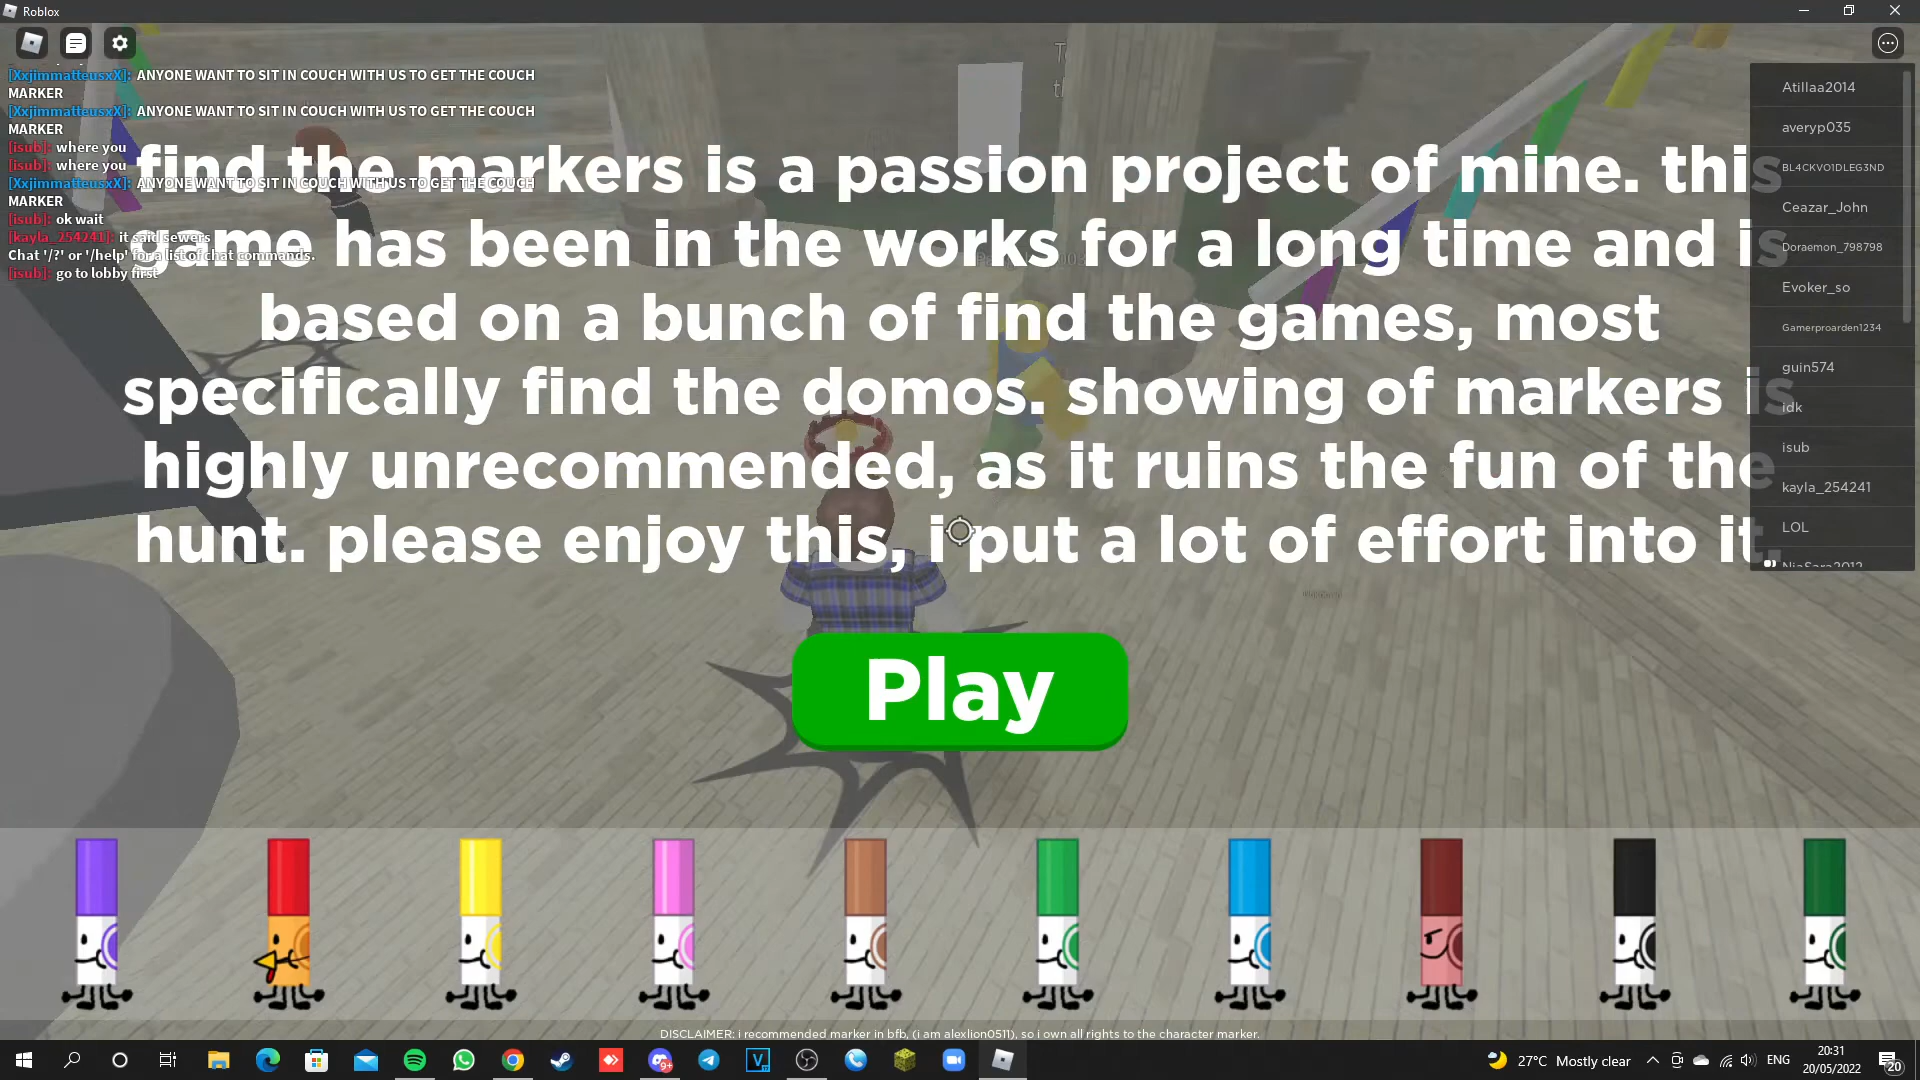 Roblox
[XxjimmatteusxX]: ANYONE WANT TO SIT IN COUCH WITH US TO GET THE COUCH
MARKER
[XxjimmatteusxX]: ANYONE WANT TO SIT IN COUCH WITH US TO GET THE COUCH
MARKER
[isub]: where you
[isub]: where you
[XxjimmatteusxX]: ANYONE WANT TO SIT IN COUCH WITH US TO GET THE COUCH
MARKER
[isub]: ok wait
[kayla_254241]: it said sewers
Chat '/?' or '/help' for a list of chat commands.
[isub]: go to lobby first
find the markers is a passion project of mine. this
game has been in the works for a long time and is
based on a bunch of find the games, most
specifically find the domos. showing of markers is
highly unrecommended, as it ruins the fun of the
hunt. please enjoy this, i put a lot of effort into it.
Play
Atillaa2014
averyp035
BL4CKVO1DLEG3ND
Ceazar_John
Doraemon_798798
Evoker_so
Gamerproarden1234
guin574
idk
isub
kayla_254241
LOL
NiaSara2012
DISCLAIMER: i recommended marker in bfb, (i am alexlion0511), so i own all rights to the character marker.
9+
V
27°C Mostly clear
ENG
20:31
20/05/2022
20